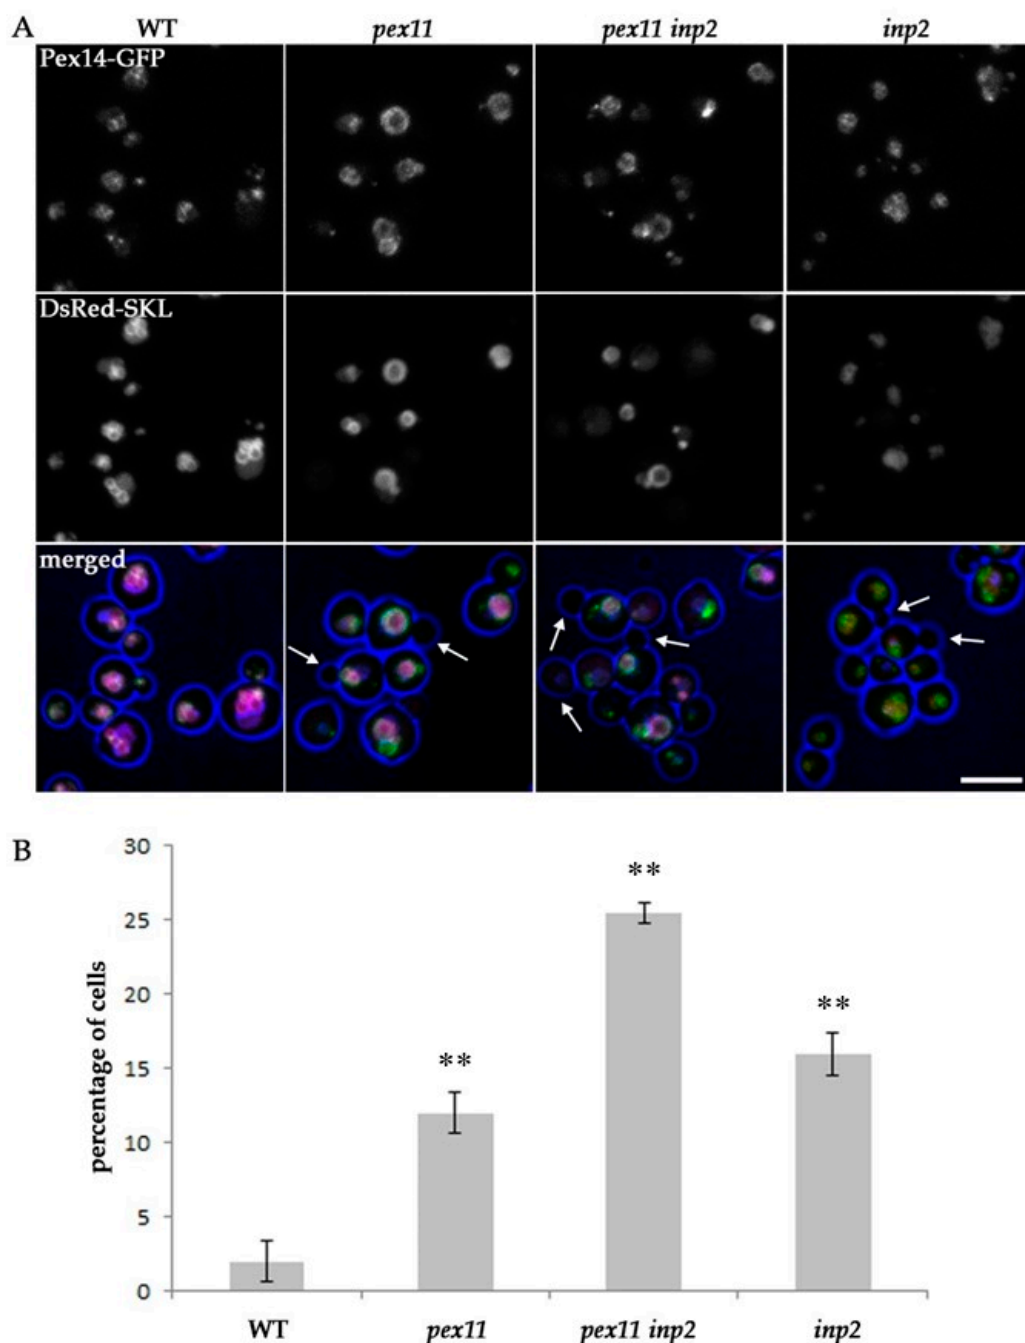 A WT pex11 pex11 inp2 inp2
Pex14-GFP
DsRed-SKL
merged
B
percentage of cells
30
25
20
15
10
5
0
**
**
**
WT pex11 pex11 inp2 inp2